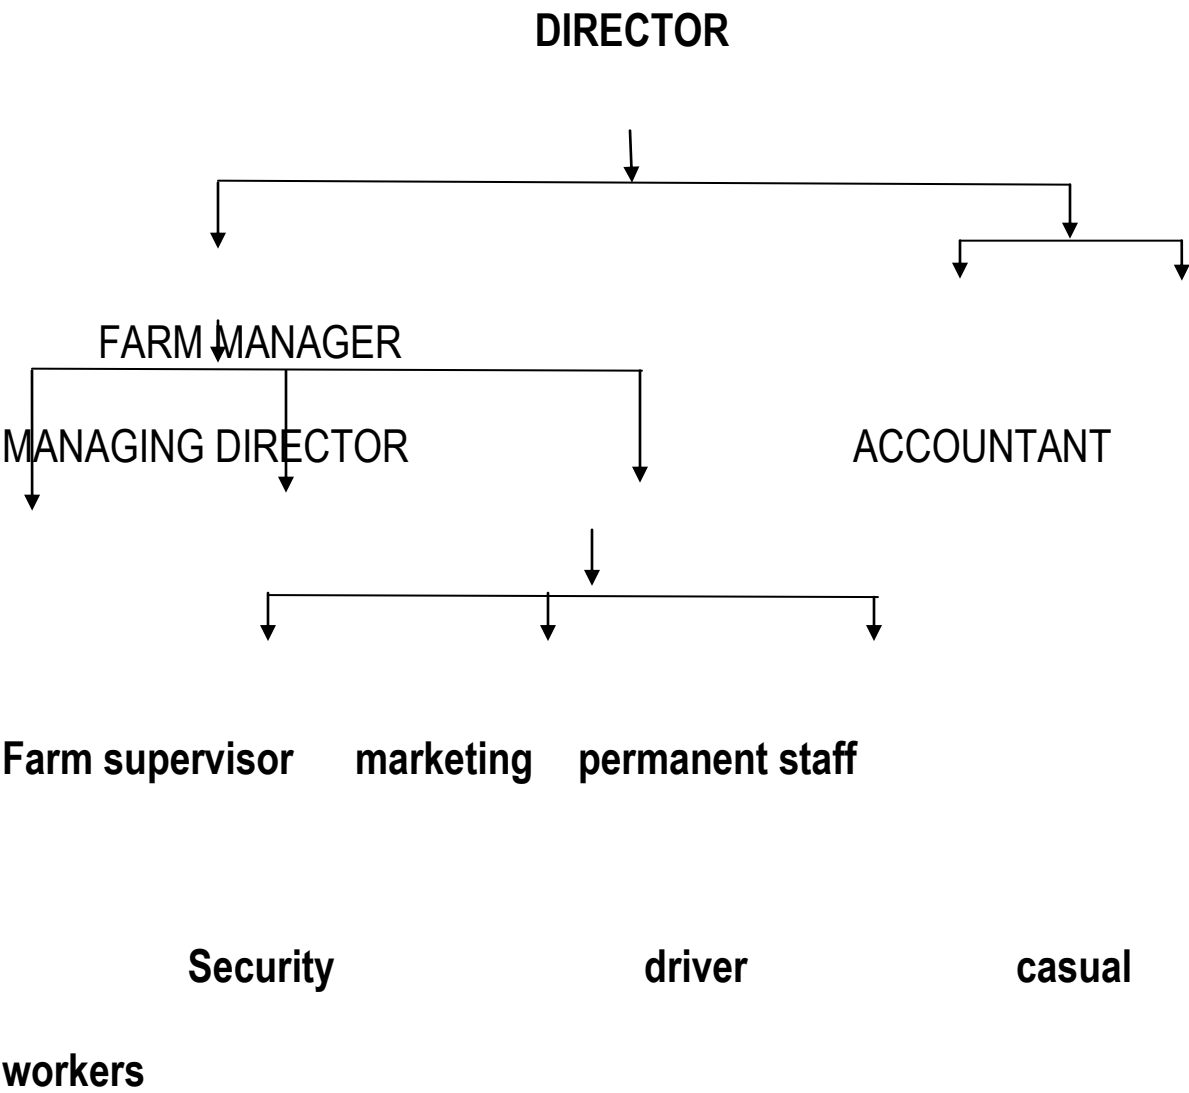 DIRECTOR
FARM MANAGER
MANAGING DIRECTOR ACCOUNTANT
Farm supervisor marketing permanent staff
Security driver casual
workers